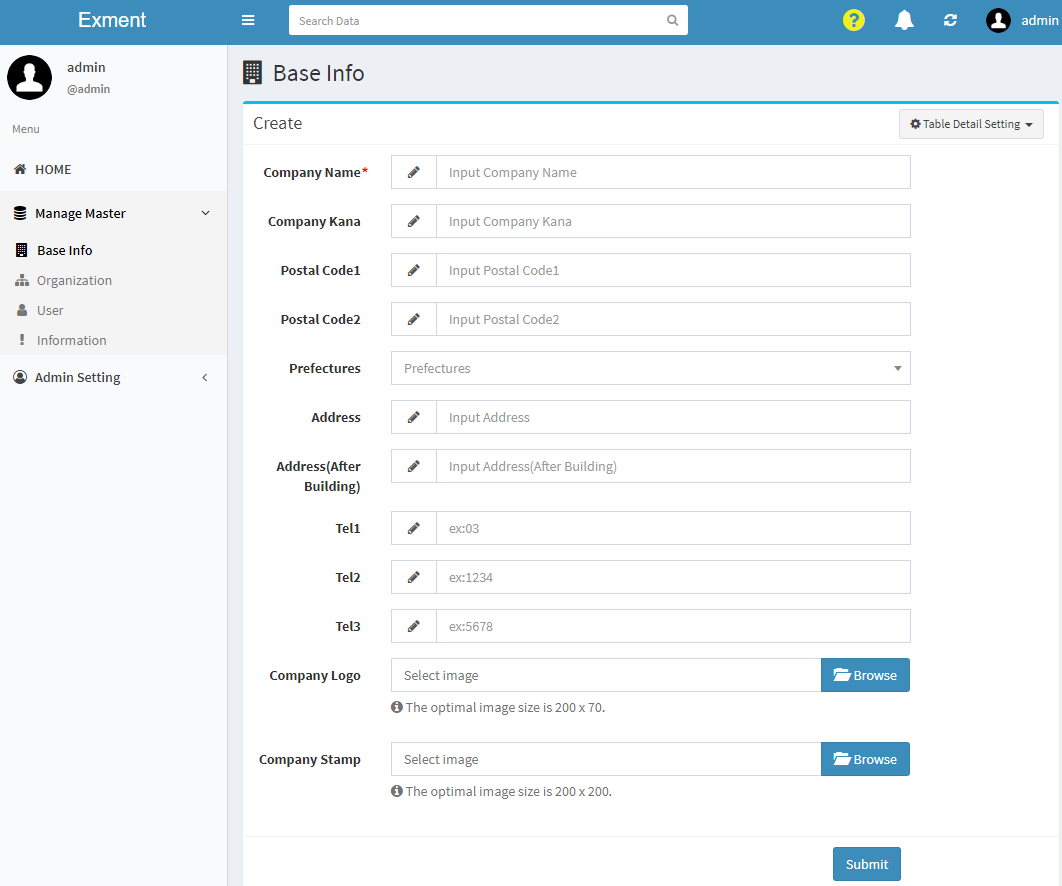 Exment
Search Data
?
admin
admin
@admin
Menu
HOME
Manage Master
Base Info
Organization
User
Information
Admin Setting
Base Info
Create
Table Detail Setting
Company Name*
Input Company Name
Company Kana
Input Company Kana
Postal Code1
Input Postal Code1
Postal Code2
Input Postal Code2
Prefectures
Prefectures
Address
Input Address
Address(After
Building)
Input Address(After Building)
Tel1
ex:03
Tel2
ex:1234
Tel3
ex:5678
Company Logo
Select image
Browse
The optimal image size is 200 x 70.
Company Stamp
Select image
Browse
The optimal image size is 200 x 200.
Submit